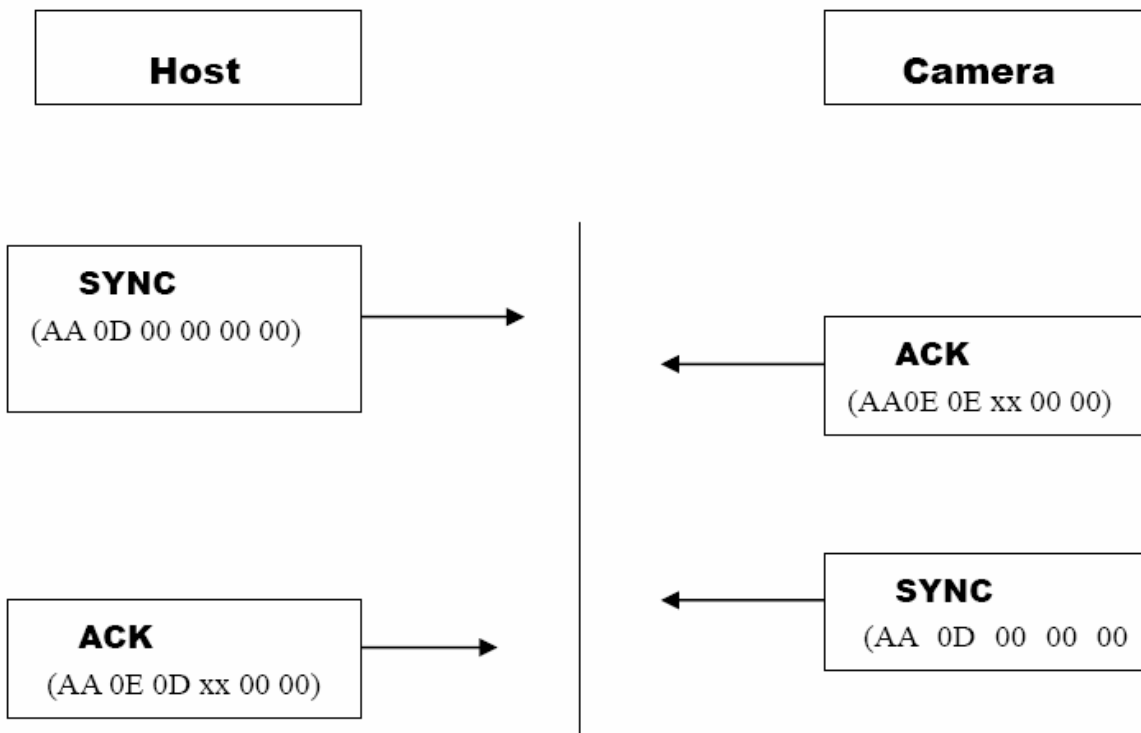 Host
Camera
SYNC
(AA 0D 00 00 00 00)
ACK
(AA0E 0E xx 00 00)
SYNC
(AA 0D 00 00 00
ACK
(AA 0E 0D xx 00 00)